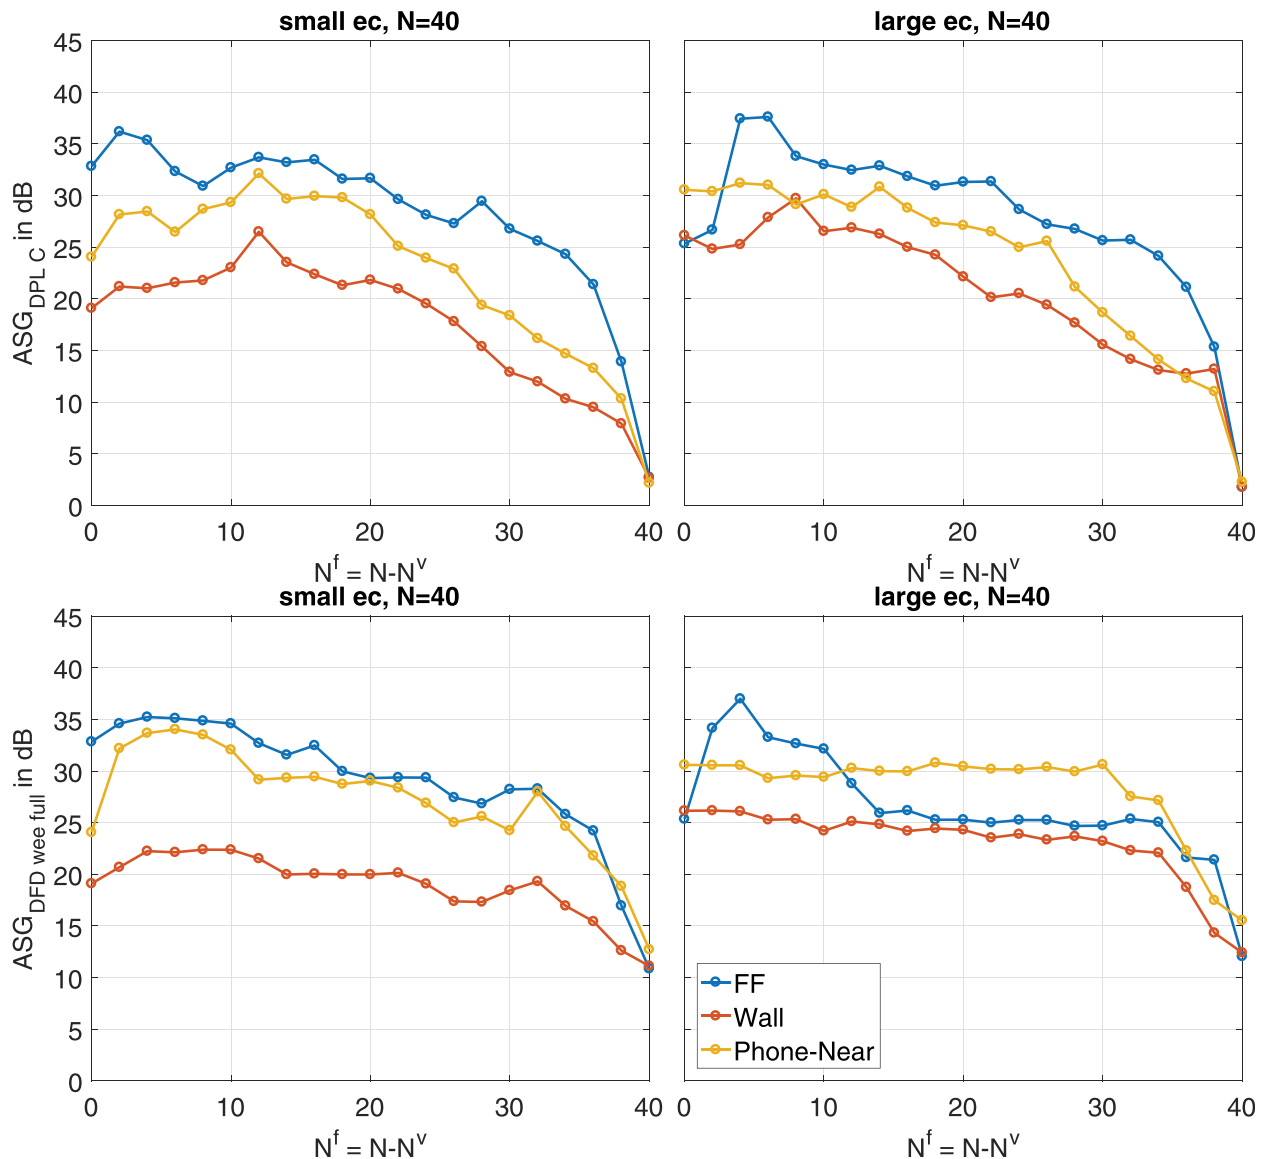 small ec, N=40
large ec, N=40
45
40
35
30
25
20
15
10
5
0
ASG_DPL C in dB
0 10 20 30 40
0 10 20 30 40
N^f = N-N^v
N^f = N-N^v
small ec, N=40
large ec, N=40
45
40
35
30
25
20
15
10
5
0
ASG_DFD wee full in dB
FF
Wall
Phone-Near
0 10 20 30 40
0 10 20 30 40
N^f = N-N^v
N^f = N-N^v